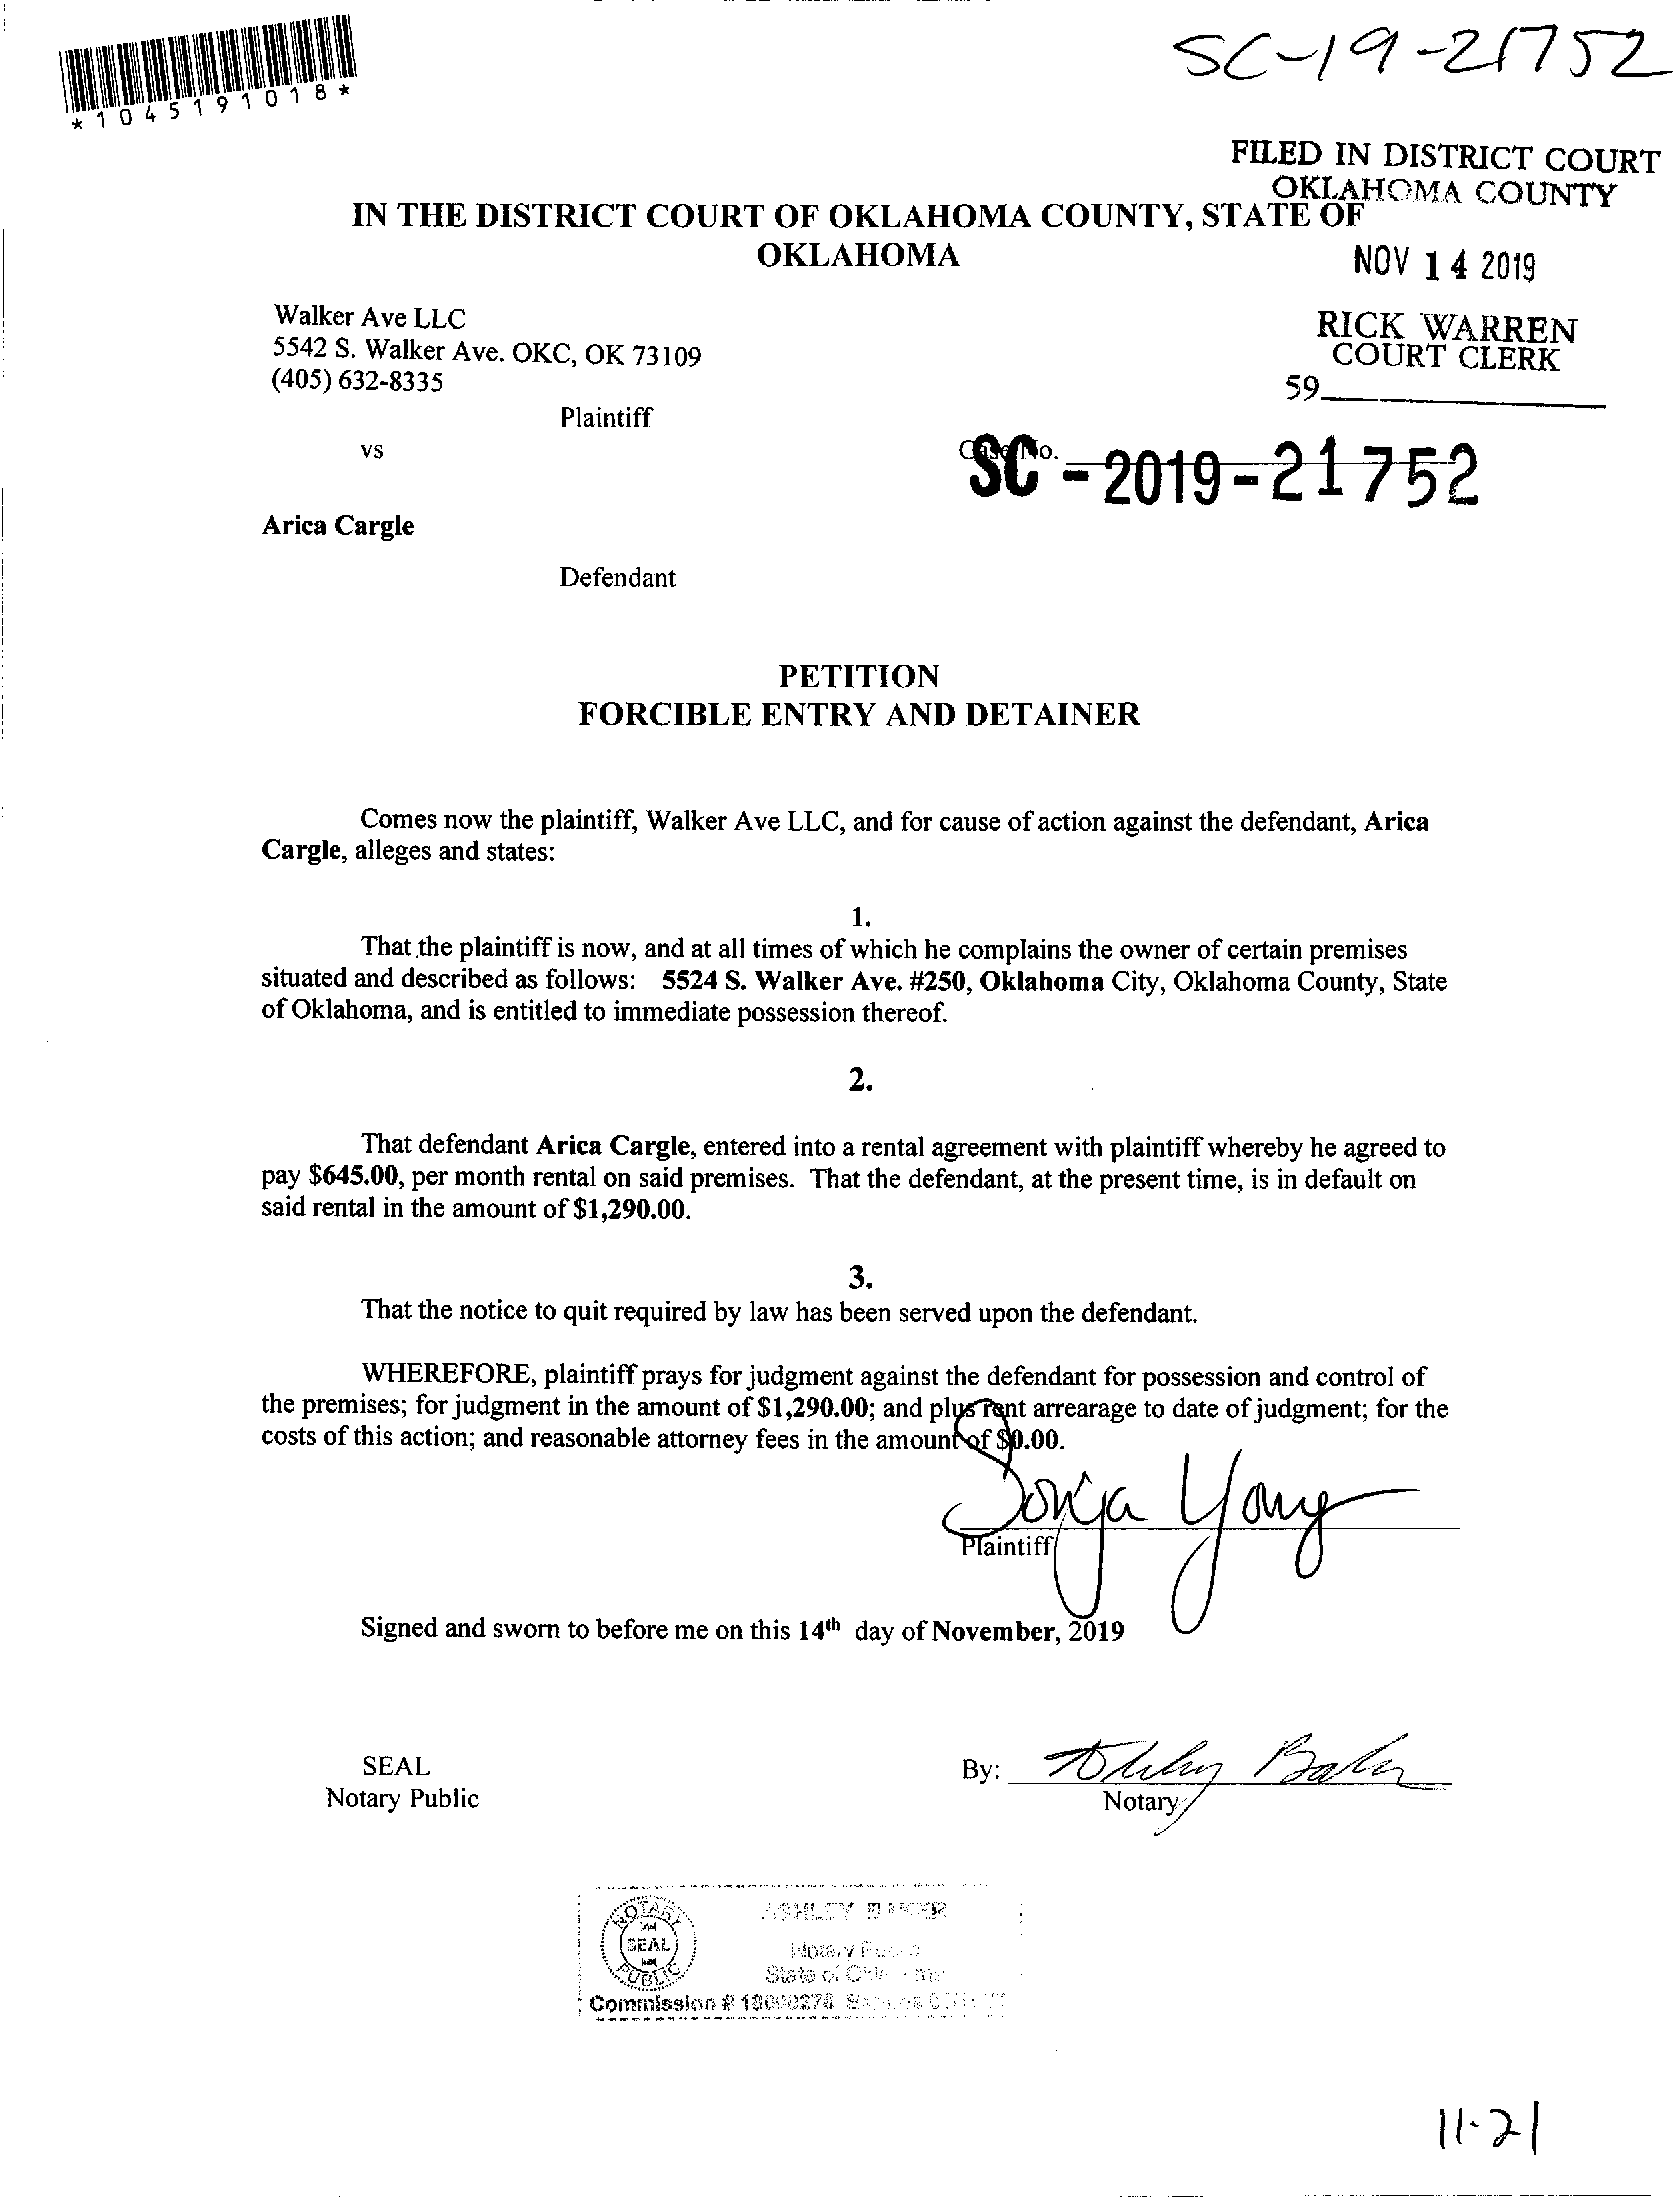 SC-19-21752
*1045191018*
FILED IN DISTRICT COURT
OKLAHOMA COUNTY
IN THE DISTRICT COURT OF OKLAHOMA COUNTY, STATE OF
OKLAHOMA
NOV 14 2019
Walker Ave LLC
5542 S. Walker Ave. OKC, OK 73109
(405) 632-8335
RICK WARREN
COURT CLERK
59
Plaintiff
vs
Case No.
SC-2019-21752
Arica Cargle
Defendant
PETITION
FORCIBLE ENTRY AND DETAINER
Comes now the plaintiff, Walker Ave LLC, and for cause of action against the defendant, Arica
Cargle, alleges and states:
1.
That the plaintiff is now, and at all times of which he complains the owner of certain premises
situated and described as follows: 5524 S. Walker Ave. #250, Oklahoma City, Oklahoma County, State
of Oklahoma, and is entitled to immediate possession thereof.
2.
That defendant Arica Cargle, entered into a rental agreement with plaintiff whereby he agreed to
pay $645.00, per month rental on said premises. That the defendant, at the present time, is in default on
said rental in the amount of $1,290.00.
3.
That the notice to quit required by law has been served upon the defendant.
WHEREFORE, plaintiff prays for judgment against the defendant for possession and control of
the premises; for judgment in the amount of $1,290.00; and plus rent arrearage to date of judgment; for the
costs of this action; and reasonable attorney fees in the amount of $0.00.
Sonja Yong
Plaintiff
Signed and sworn to before me on this 14th day of November, 2019
SEAL
Notary Public
By: Ashley Baker
Notary
NOTARY
SEAL
PUBLIC
ASHLEY BAKER
Notary Public
State of Oklahoma
Commission #
11-21